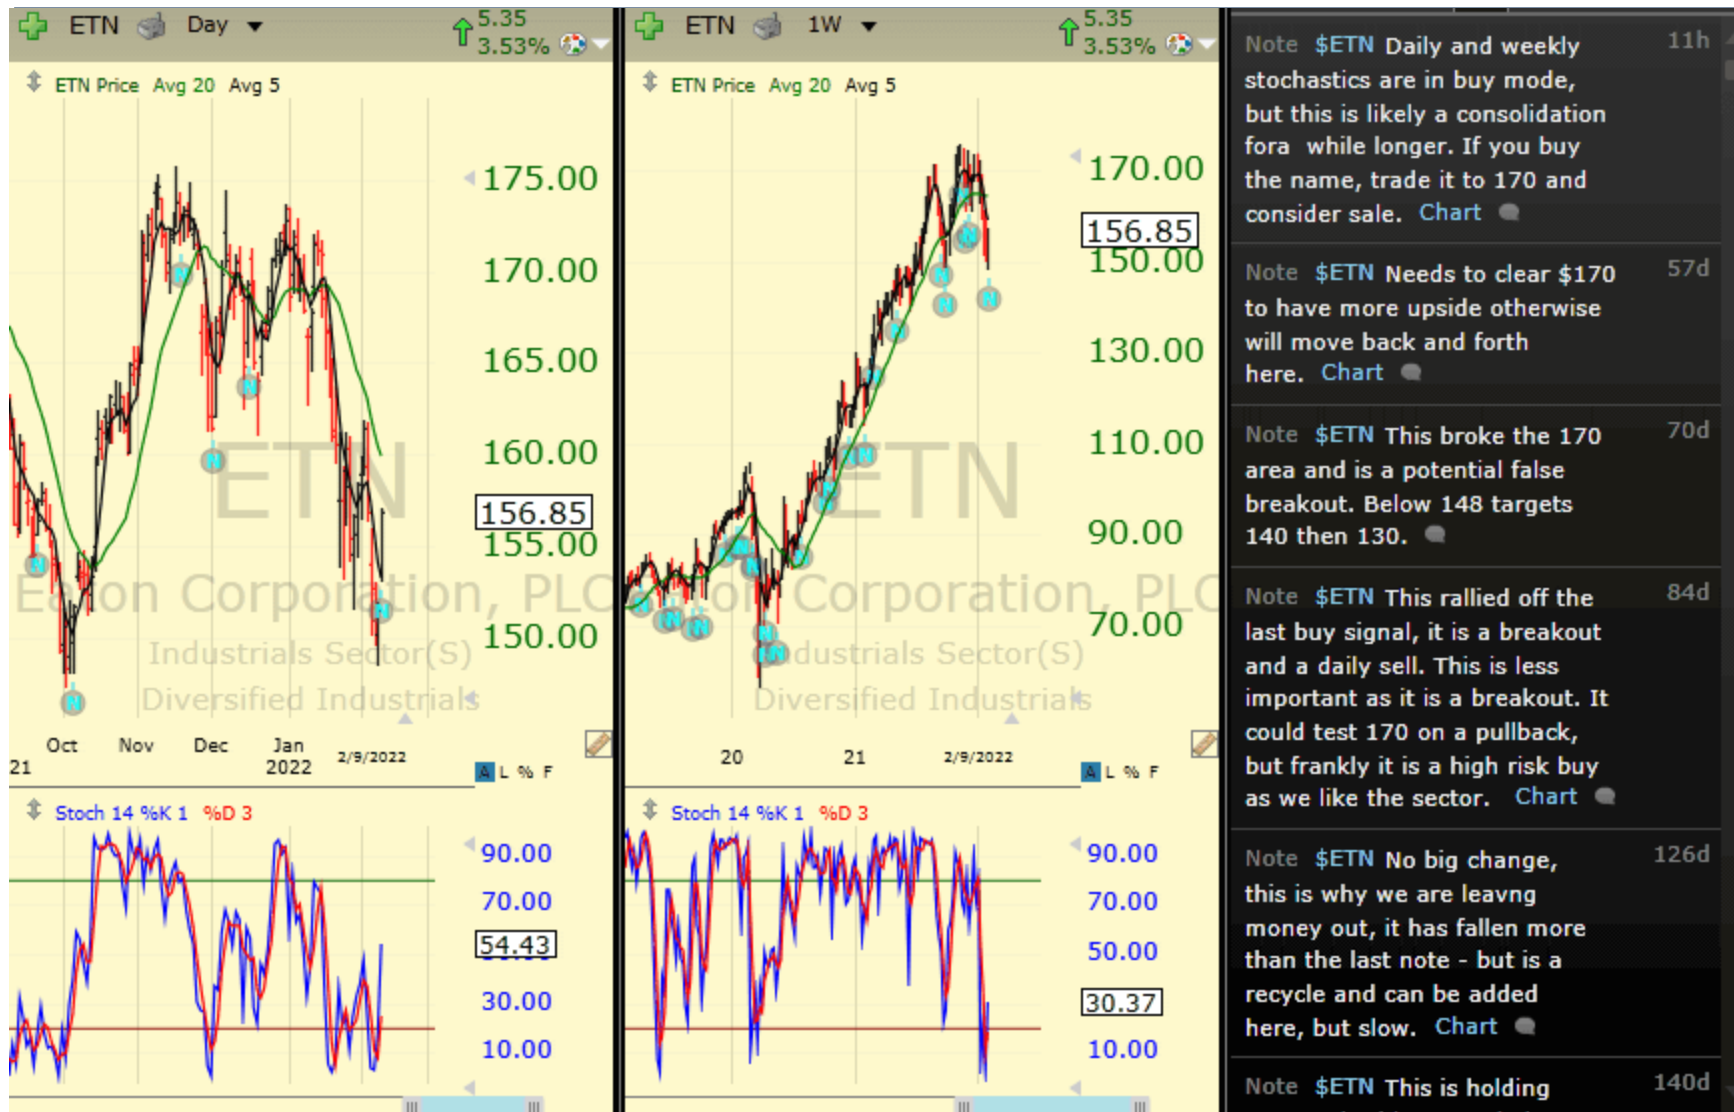 ETN Day 5.35
3.53%
ETN Price Avg 20 Avg 5
175.00
170.00
165.00
160.00
156.85
155.00
150.00
ETN
Eaton Corporation, PLC
Industrials Sector(S)
Diversified Industrials
Oct Nov Dec Jan 2/9/2022
21 2022
A L % F
Stoch 14 %K 1 %D 3
90.00
70.00
54.43
30.00
10.00
ETN 1W 5.35
3.53%
ETN Price Avg 20 Avg 5
170.00
156.85
150.00
130.00
110.00
90.00
70.00
ETN
Corporation, PLC
Industrials Sector(S)
Diversified Industrials
20 21 2/9/2022
A L % F
Stoch 14 %K 1 %D 3
90.00
70.00
50.00
30.37
10.00
Note $ETN Daily and weekly 11h
stochastics are in buy mode,
but this is likely a consolidation
fora while longer. If you buy
the name, trade it to 170 and
consider sale. Chart
Note $ETN Needs to clear $170 57d
to have more upside otherwise
will move back and forth
here. Chart
Note $ETN This broke the 170 70d
area and is a potential false
breakout. Below 148 targets
140 then 130.
Note $ETN This rallied off the 84d
last buy signal, it is a breakout
and a daily sell. This is less
important as it is a breakout. It
could test 170 on a pullback,
but frankly it is a high risk buy
as we like the sector. Chart
Note $ETN No big change, 126d
this is why we are leavng
money out, it has fallen more
than the last note - but is a
recycle and can be added
here, but slow. Chart
Note $ETN This is holding 140d